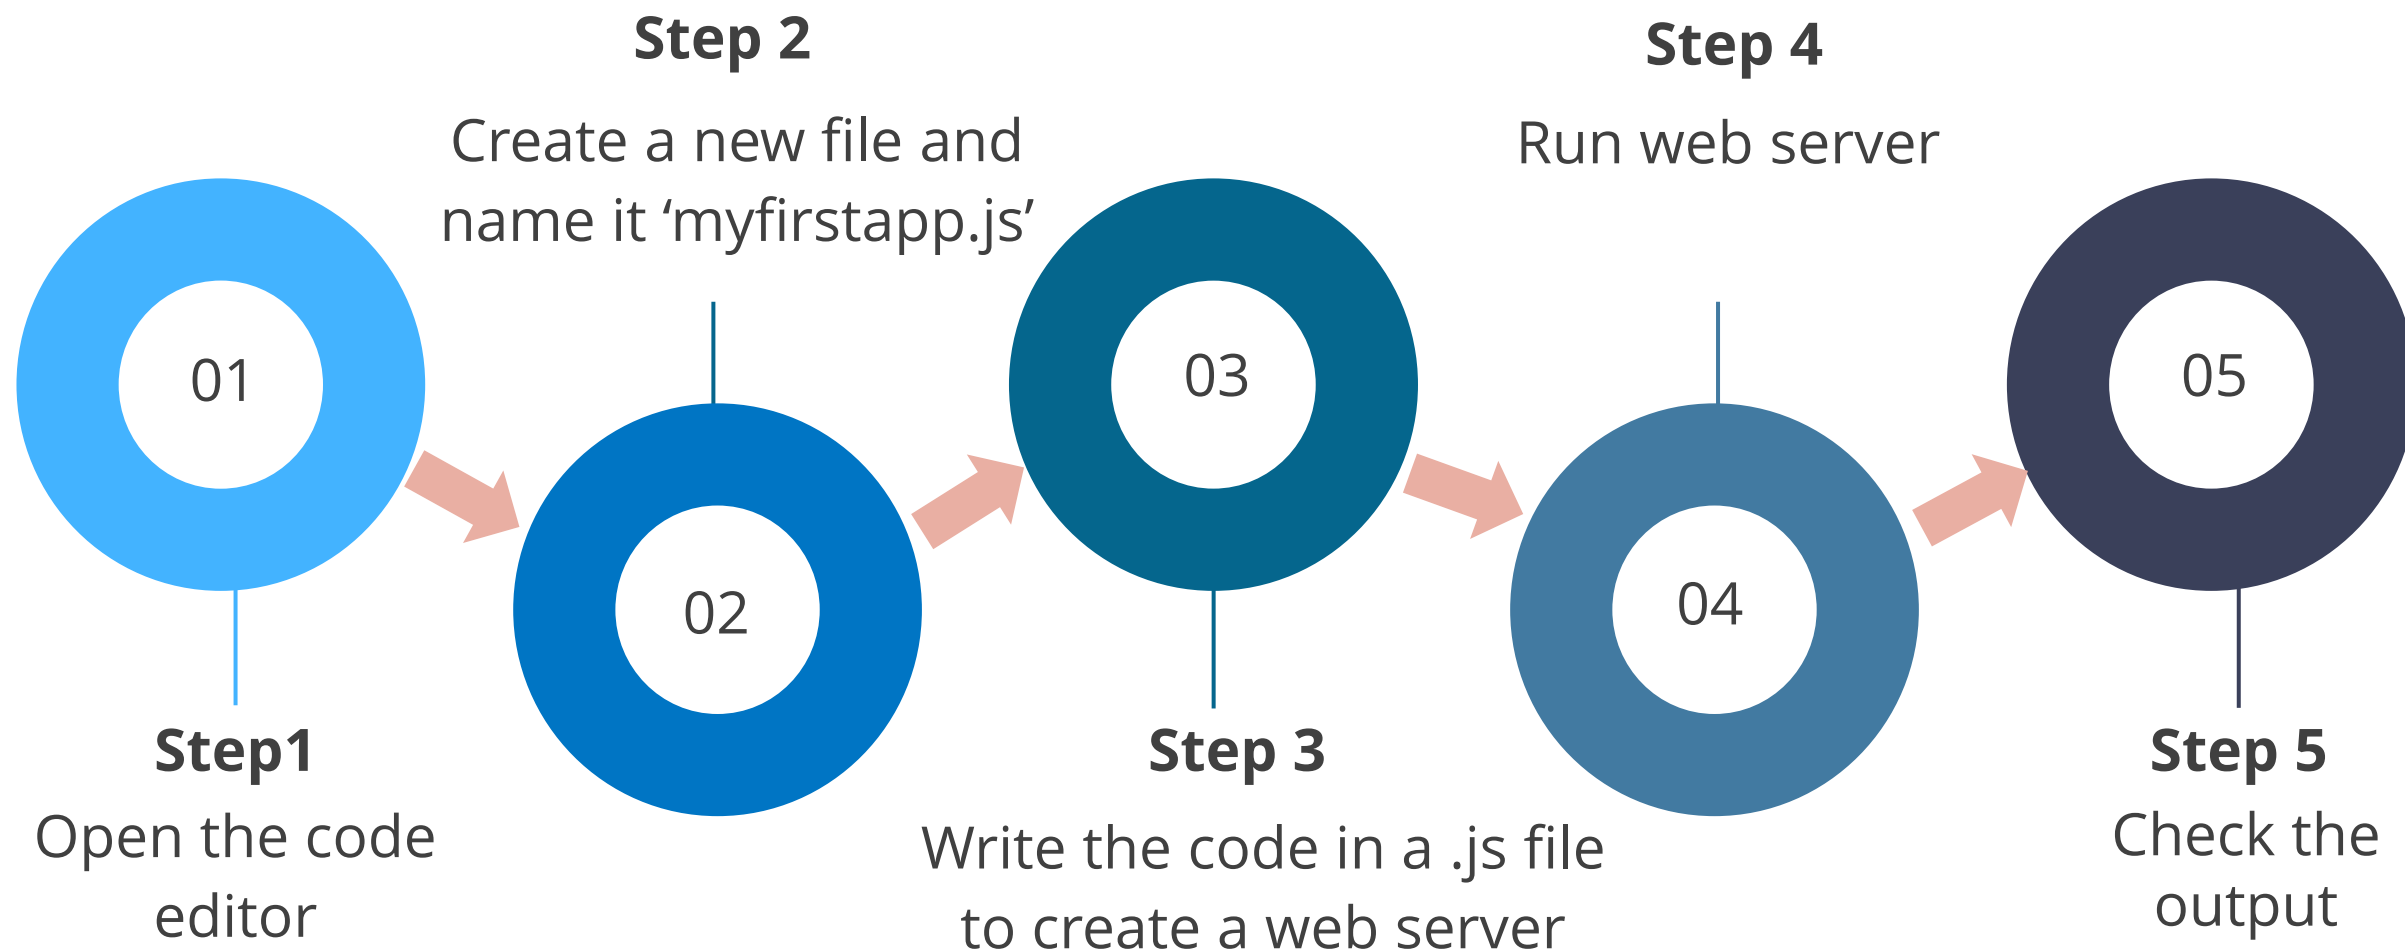 01
Step1
Open the code
editor
Step 2
Create a new file and
name it ‘myfirstapp.js’
02
03
Step 3
Write the code in a .js file
to create a web server
Step 4
Run web server
04
05
Step 5
Check the
output